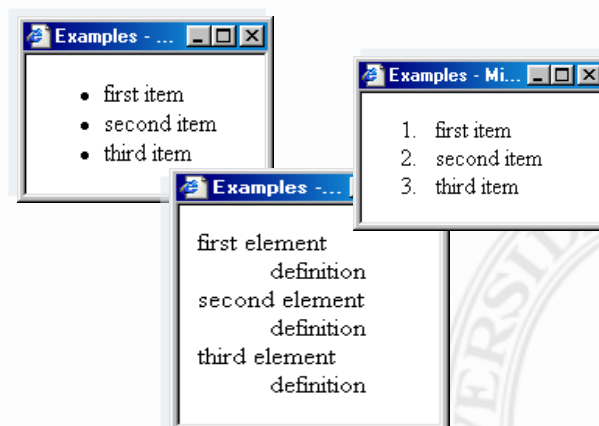 Examples - ...
first item
second item
third item
Examples - Mi...
1. first item
2. second item
3. third item
Examples -...
first element
definition
second element
definition
third element
definition